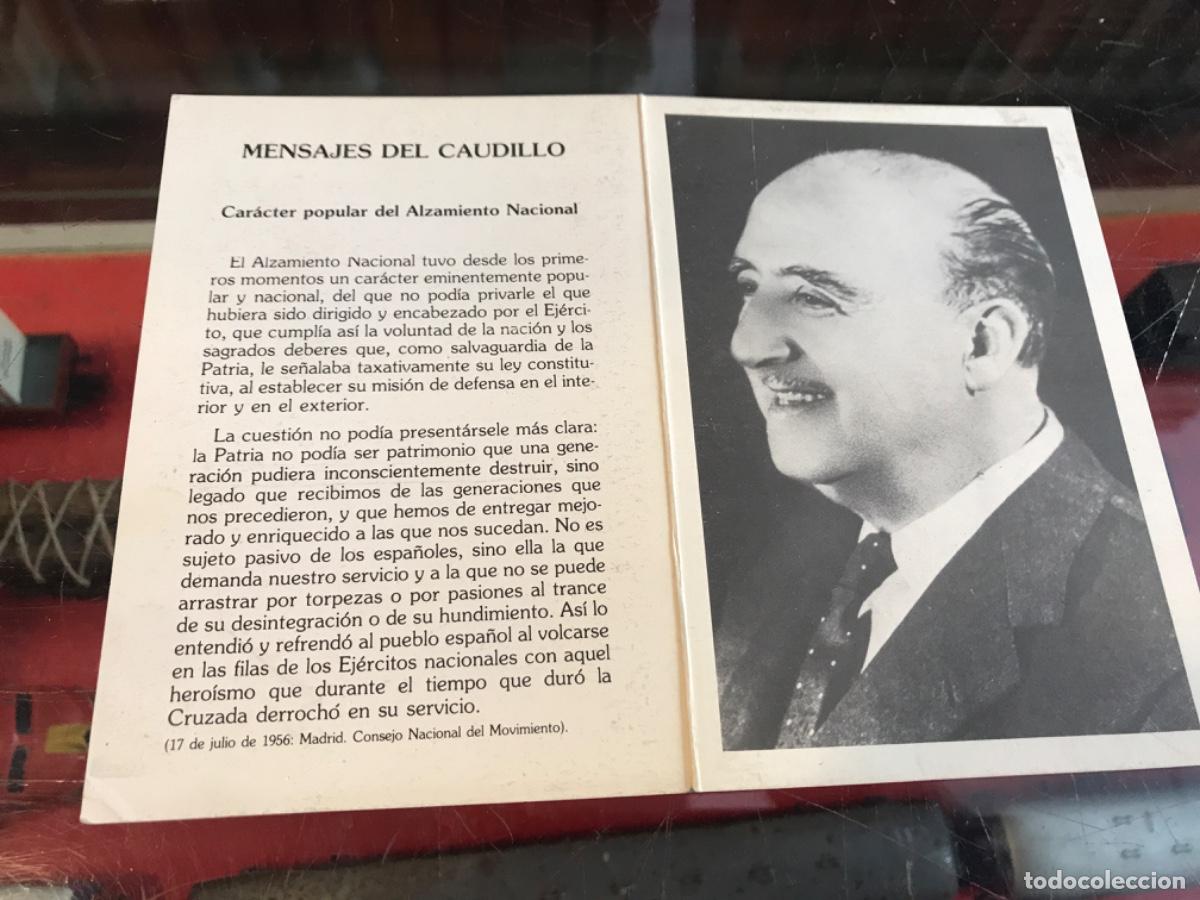 MENSAJES DEL CAUDILLO
Carácter popular del Alzamiento Nacional
El Alzamiento Nacional tuvo desde los prime-
ros momentos un carácter eminentemente popu-
lar y nacional, del que no podía privarle el que
hubiera sido dirigido y encabezado por el Ejérci-
to, que cumplía así la voluntad de la nación y los
sagrados deberes que, como salvaguardia de la
Patria, le señalaba taxativamente su ley constitu-
tiva, al establecer su misión de defensa en el inte-
rior y en el exterior.
La cuestión no podía presentársele más clara:
la Patria no podía ser patrimonio que una gene-
ración pudiera inconscientemente destruir, sino
legado que recibimos de las generaciones que
nos precedieron, y que hemos de entregar mejo-
rado y enriquecido a las que nos sucedan. No es
sujeto pasivo de los españoles, sino ella la que
demanda nuestro servicio y a la que no se puede
arrastrar por torpezas o por pasiones al trance
de su desintegración o de su hundimiento. Así lo
entendió y refrendó al pueblo español al volcarse
en las filas de los Ejércitos nacionales con aquel
heroísmo que durante el tiempo que duró la
Cruzada derrochó en su servicio.
(17 de julio de 1956: Madrid. Consejo Nacional del Movimiento).
todocoleccion